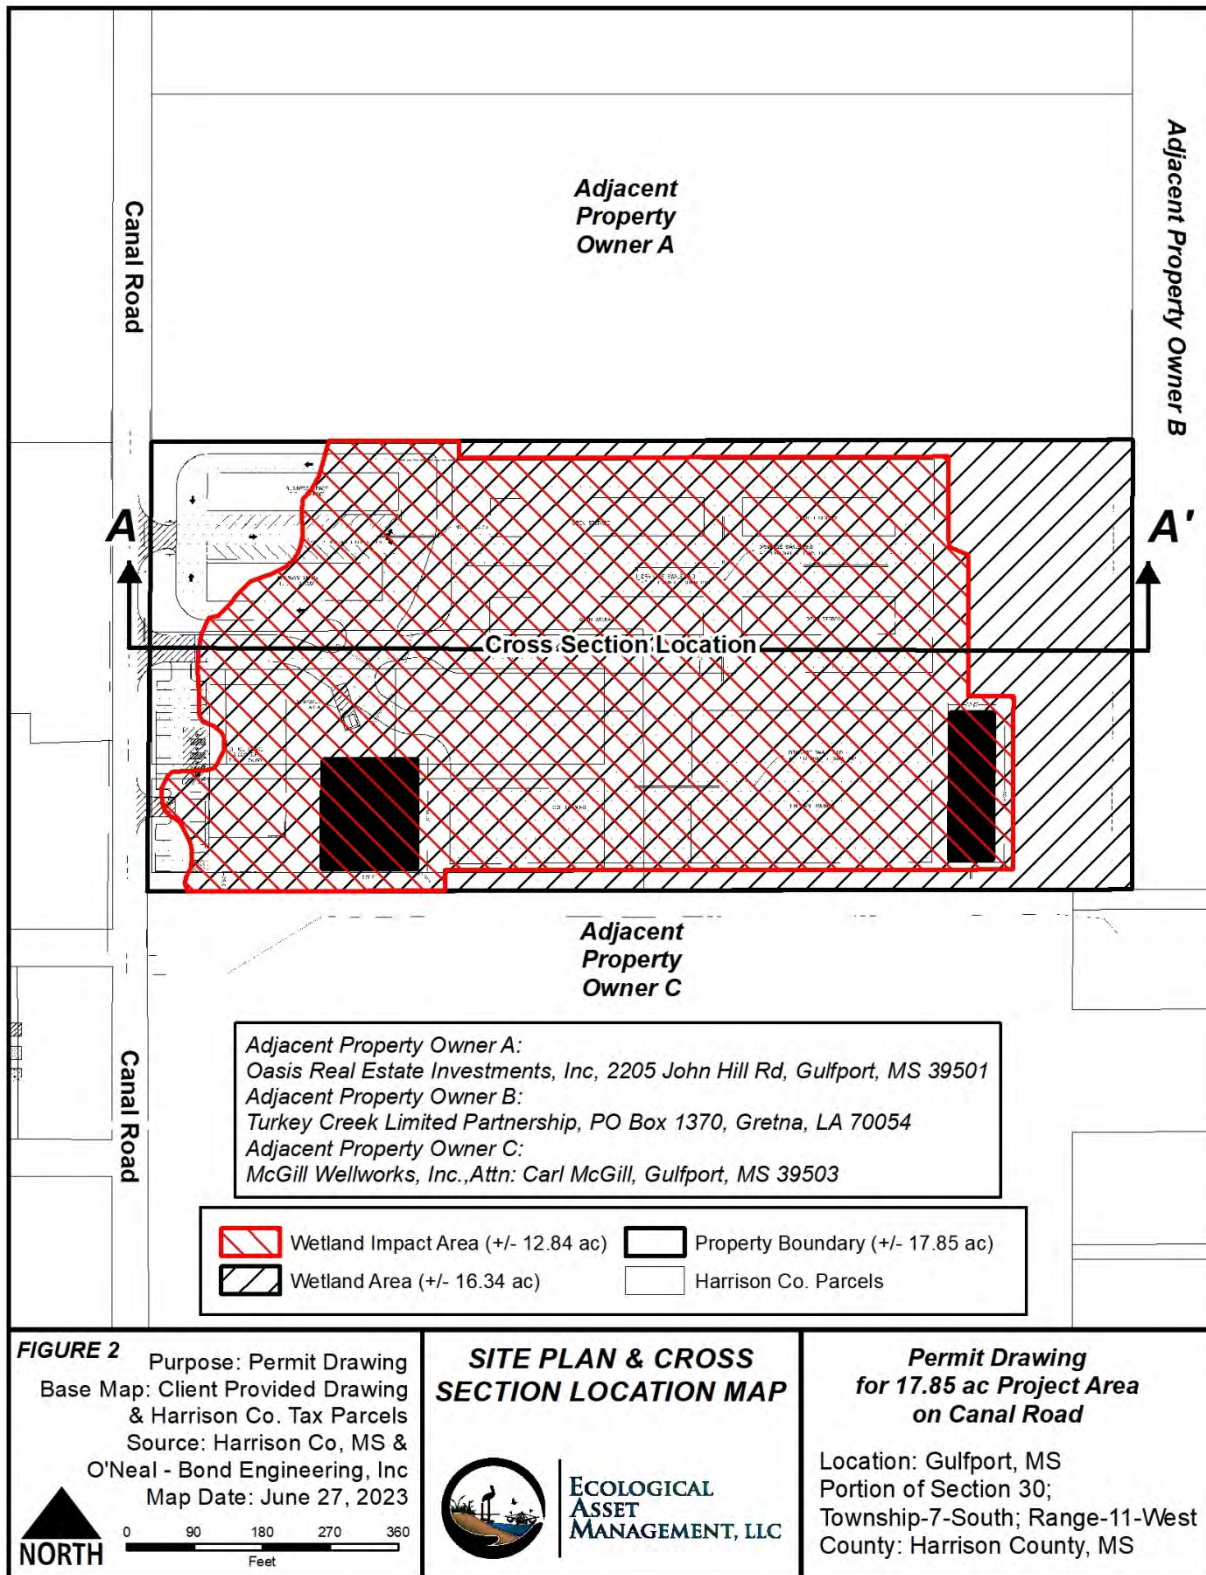 Adjacent
Property
Owner A
Adjacent Property Owner B
Canal Road
A
A'
Cross Section Location
Adjacent
Property
Owner C
Canal Road
Adjacent Property Owner A:
Oasis Real Estate Investments, Inc, 2205 John Hill Rd, Gulfport, MS 39501
Adjacent Property Owner B:
Turkey Creek Limited Partnership, PO Box 1370, Gretna, LA 70054
Adjacent Property Owner C:
McGill Wellworks, Inc.,Attn: Carl McGill, Gulfport, MS 39503
Wetland Impact Area (+/- 12.84 ac)
Property Boundary (+/- 17.85 ac)
Wetland Area (+/- 16.34 ac)
Harrison Co. Parcels
FIGURE 2
Purpose: Permit Drawing
Base Map: Client Provided Drawing
& Harrison Co. Tax Parcels
Source: Harrison Co, MS &
O'Neal - Bond Engineering, Inc
Map Date: June 27, 2023
NORTH
0 90 180 270 360
Feet
SITE PLAN & CROSS
SECTION LOCATION MAP
ECOLOGICAL
ASSET
MANAGEMENT, LLC
Permit Drawing
for 17.85 ac Project Area
on Canal Road
Location: Gulfport, MS
Portion of Section 30;
Township-7-South; Range-11-West
County: Harrison County, MS